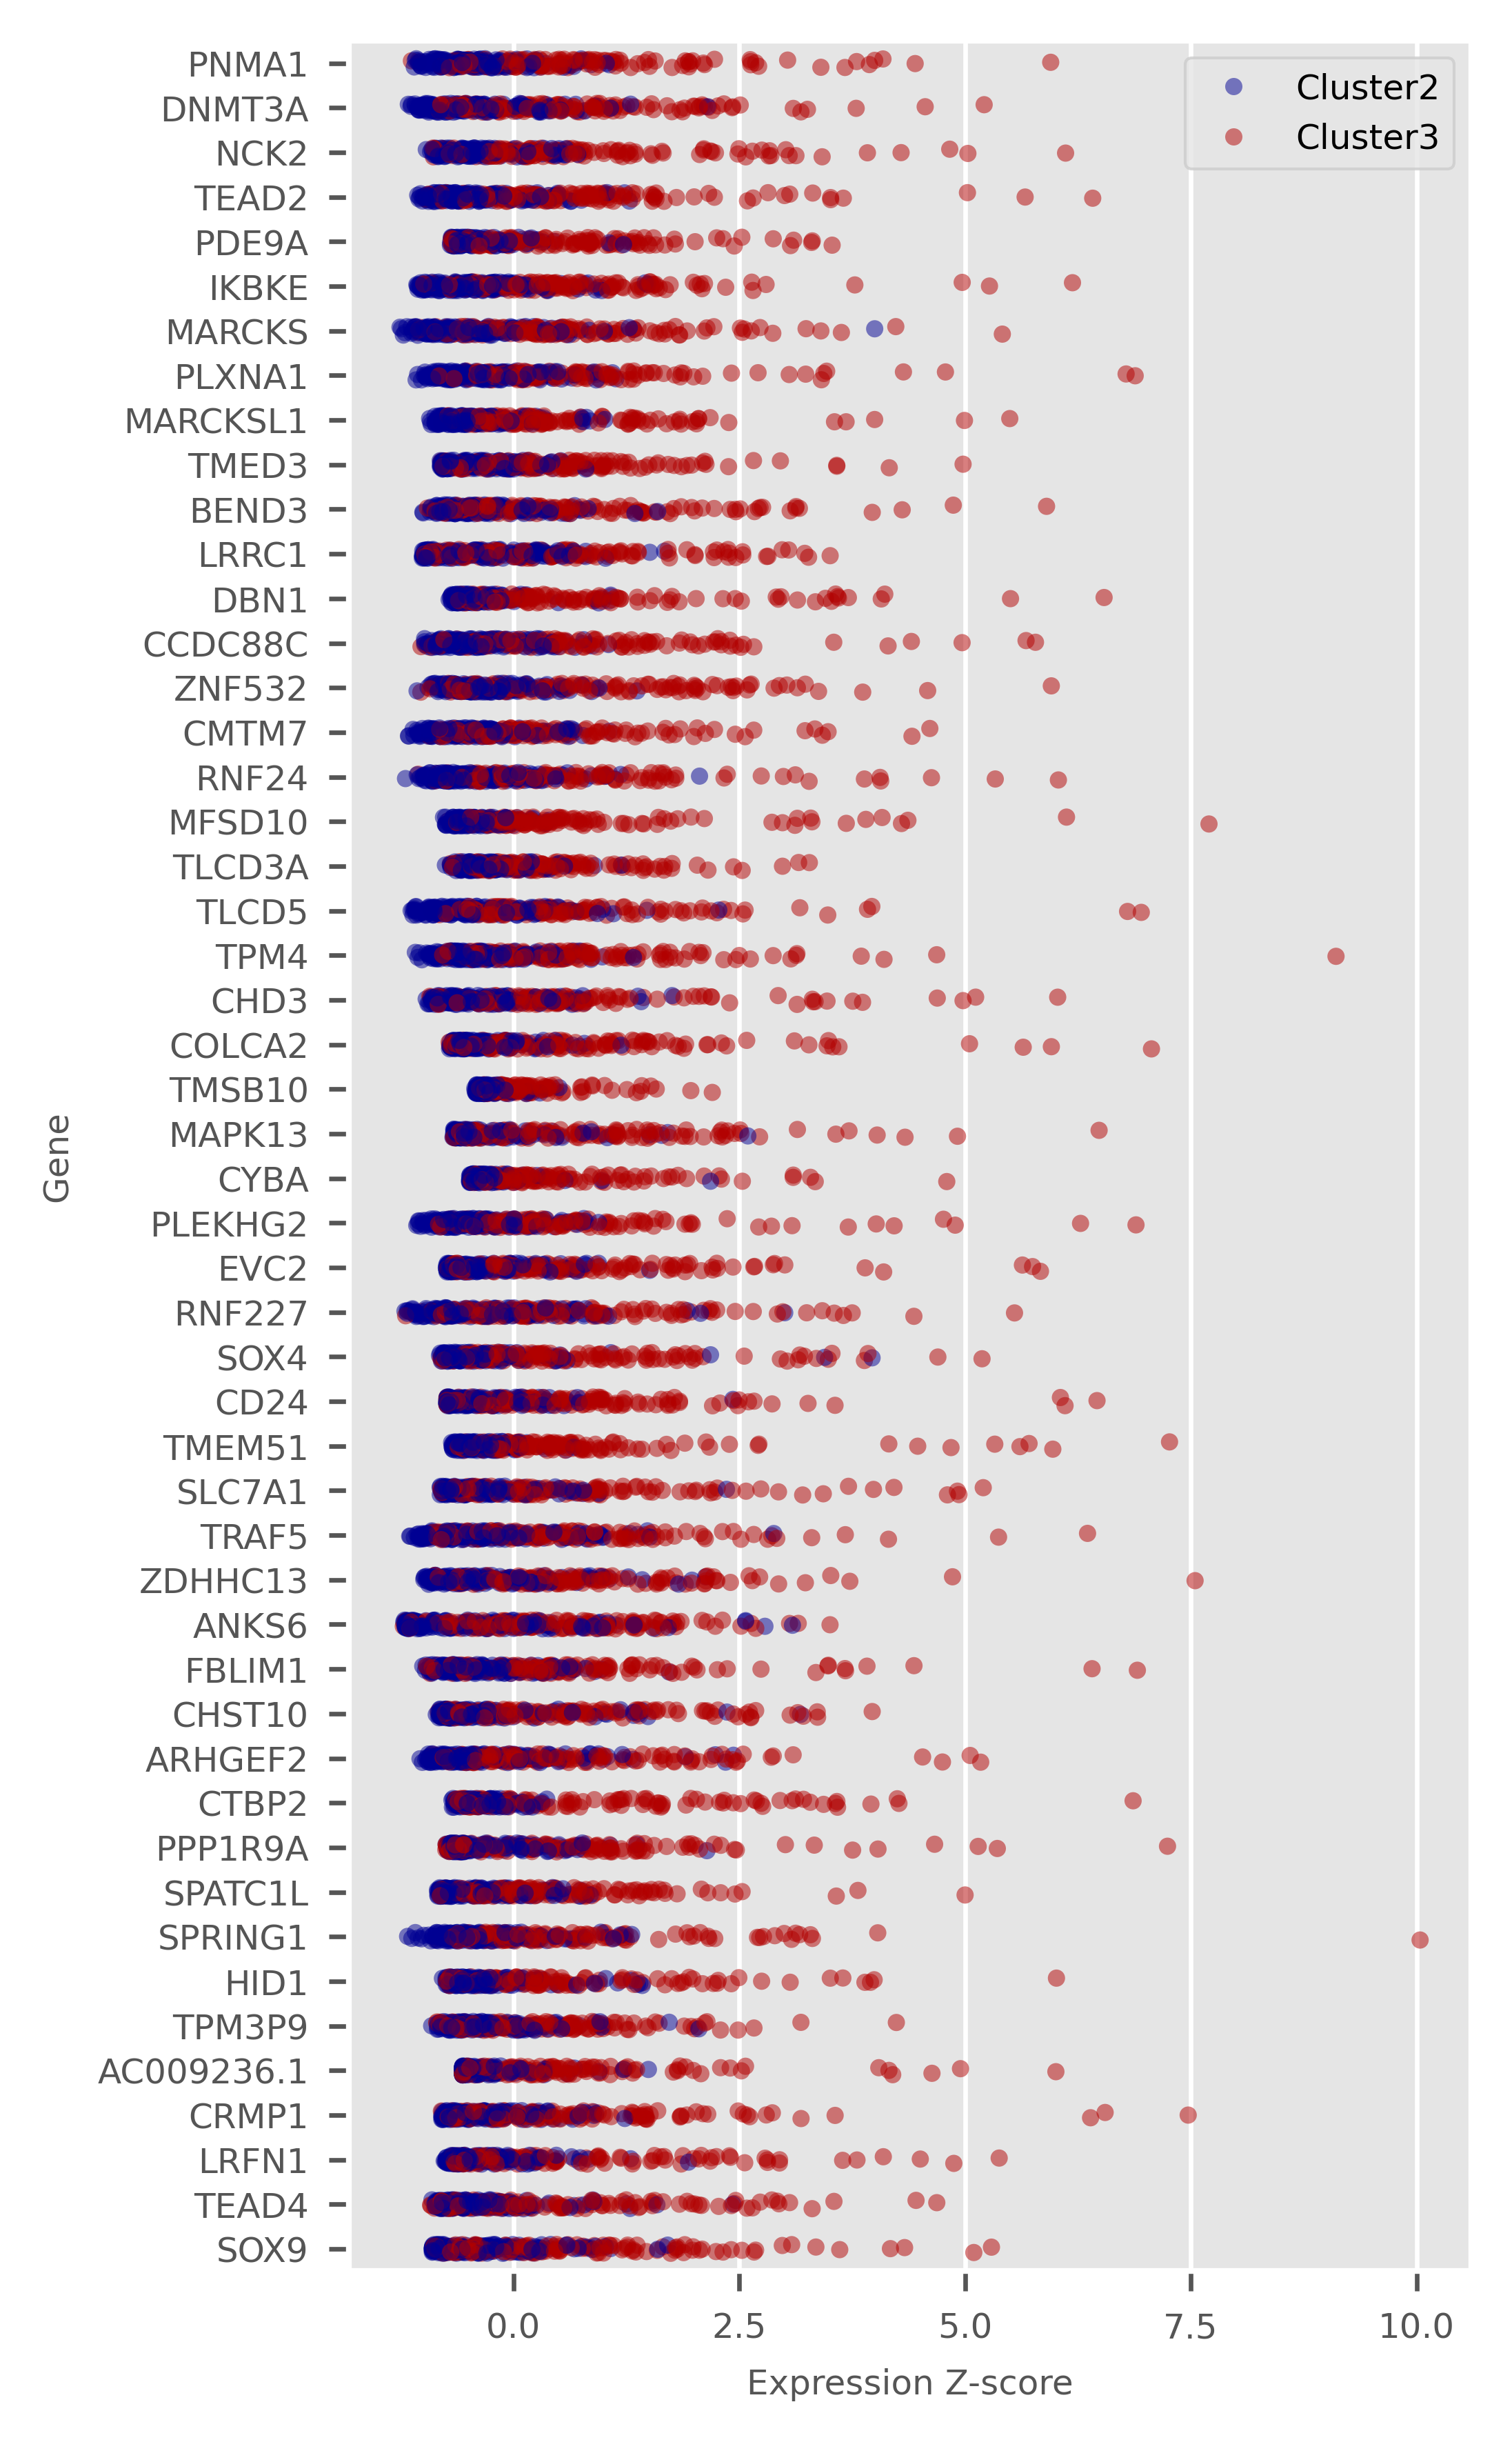 PNMA1
DNMT3A
NCK2
TEAD2
PDE9A
IKBKE
MARCKS
PLXNA1
MARCKSL1
TMED3
BEND3
LRRC1
DBN1
CCDC88C
ZNF532
CMTM7
RNF24
MFSD10
TLCD3A
TLCD5
TPM4
CHD3
COLCA2
TMSB10
MAPK13
CYBA
PLEKHG2
EVC2
RNF227
SOX4
CD24
TMEM51
SLC7A1
TRAF5
ZDHHC13
ANKS6
FBLIM1
CHST10
ARHGEF2
CTBP2
PPP1R9A
SPATC1L
SPRING1
HID1
TPM3P9
AC009236.1
CRMP1
LRFN1
TEAD4
SOX9
Gene
Cluster2
Cluster3
0.0 2.5 5.0 7.5 10.0
Expression Z-score